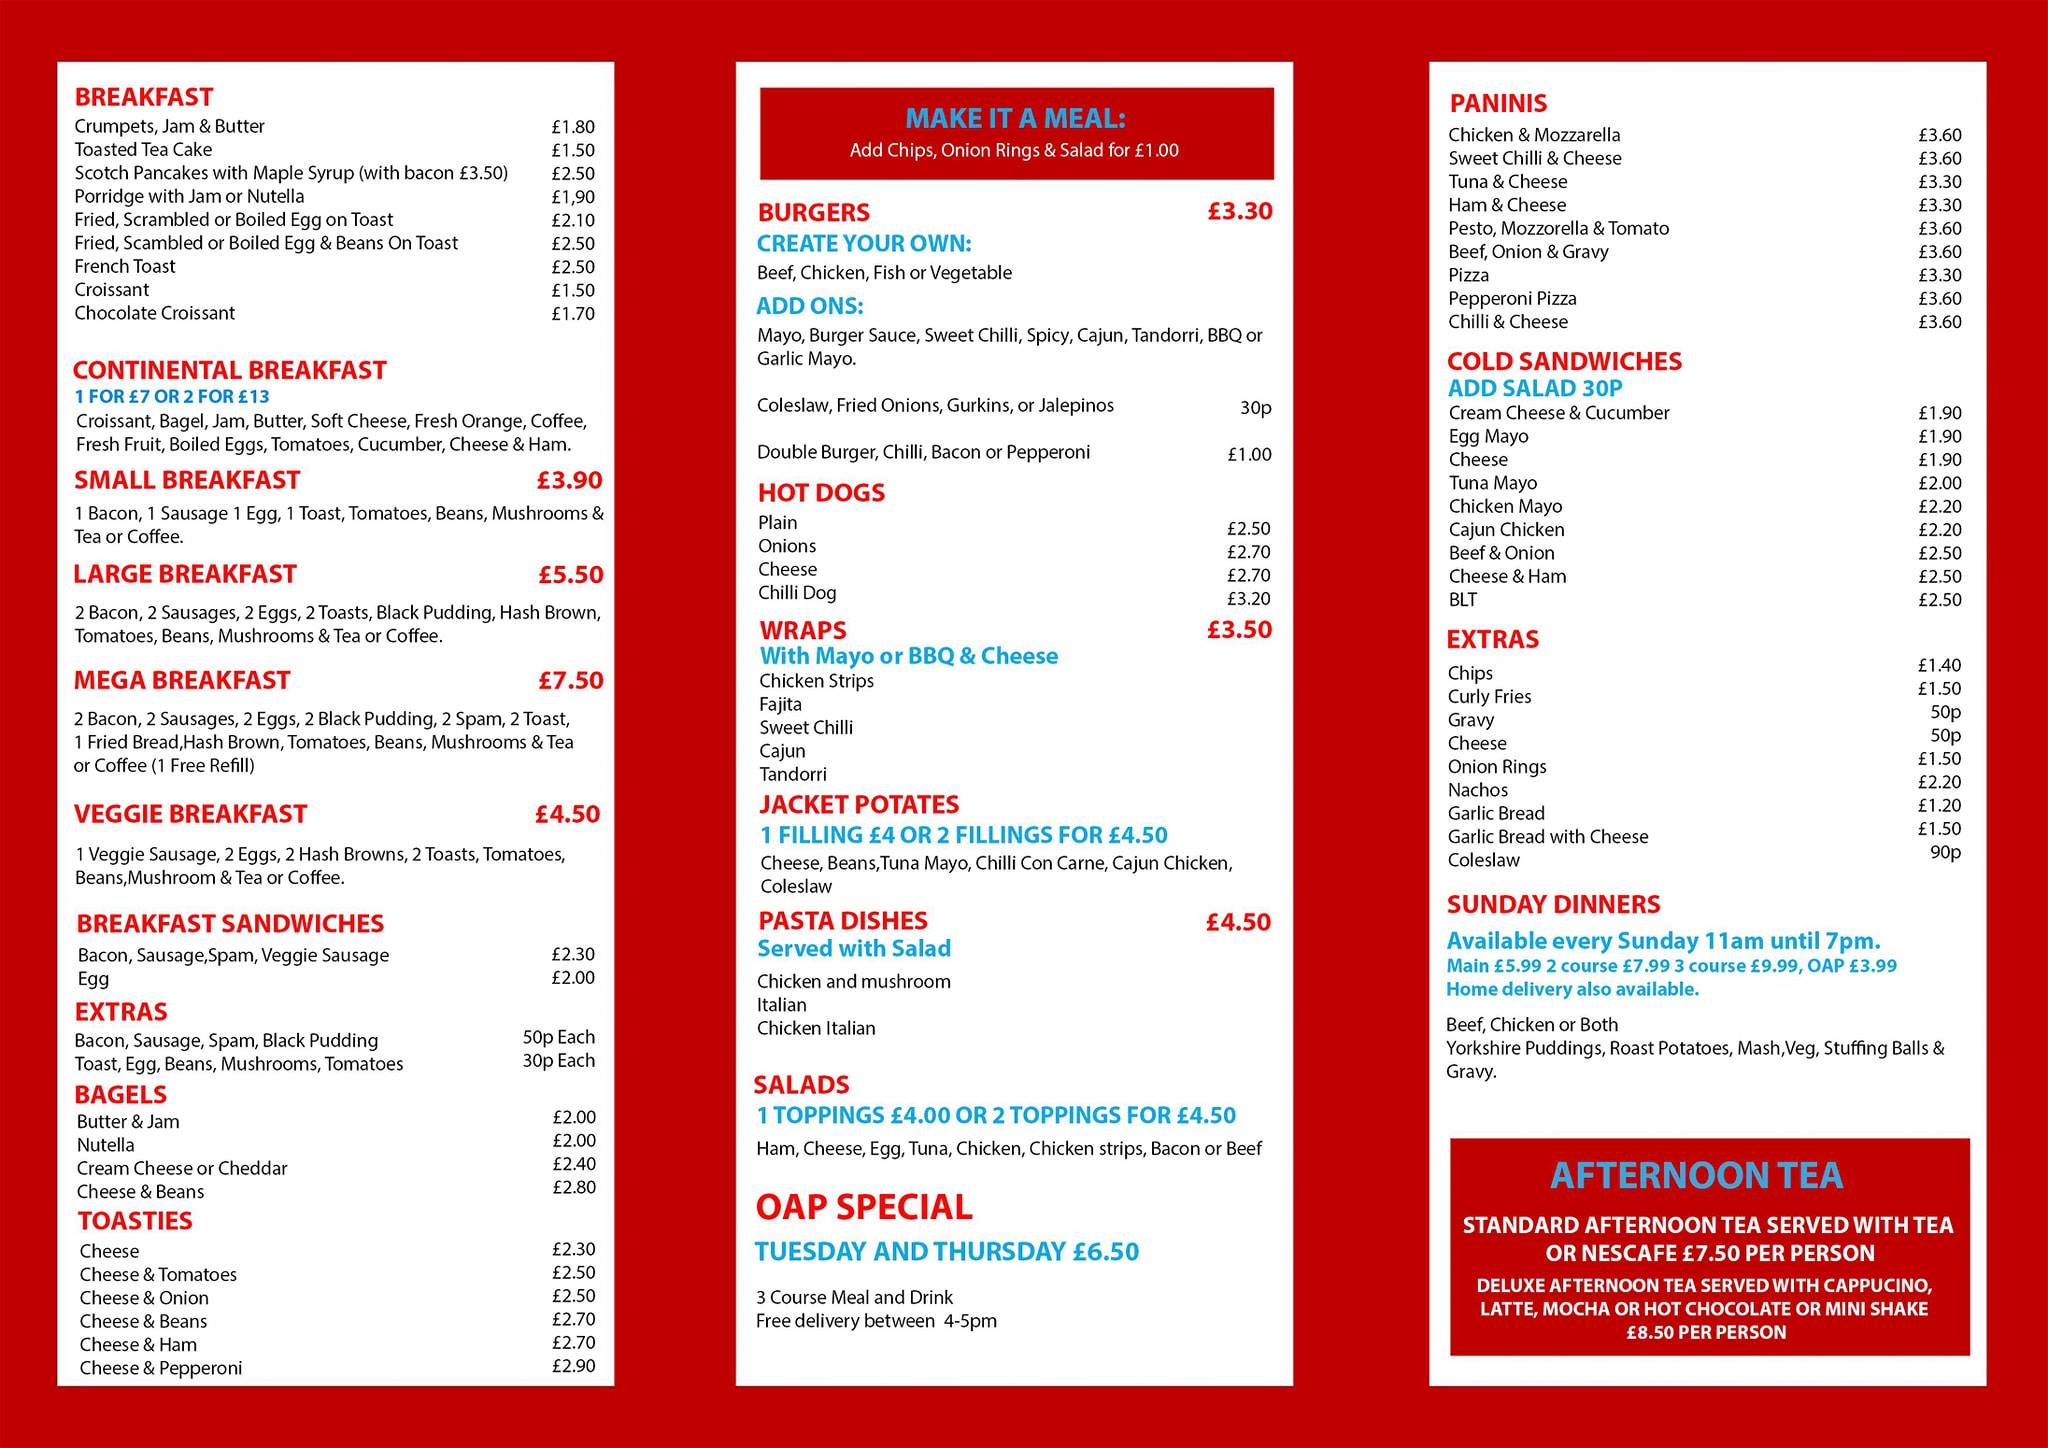 BREAKFAST
Crumpets, Jam & Butter £1.80
Toasted Tea Cake £1.50
Scotch Pancakes with Maple Syrup (with bacon £3.50) £2.50
Porridge with Jam or Nutella £1,90
Fried, Scrambled or Boiled Egg on Toast £2.10
Fried, Scambled or Boiled Egg & Beans On Toast £2.50
French Toast £2.50
Croissant £1.50
Chocolate Croissant £1.70
CONTINENTAL BREAKFAST
1 FOR £7 OR 2 FOR £13
Croissant, Bagel, Jam, Butter, Soft Cheese, Fresh Orange, Coffee,
Fresh Fruit, Boiled Eggs, Tomatoes, Cucumber, Cheese & Ham.
SMALL BREAKFAST £3.90
1 Bacon, 1 Sausage 1 Egg, 1 Toast, Tomatoes, Beans, Mushrooms &
Tea or Coffee.
LARGE BREAKFAST £5.50
2 Bacon, 2 Sausages, 2 Eggs, 2 Toasts, Black Pudding, Hash Brown,
Tomatoes, Beans, Mushrooms & Tea or Coffee.
MEGA BREAKFAST £7.50
2 Bacon, 2 Sausages, 2 Eggs, 2 Black Pudding, 2 Spam, 2 Toast,
1 Fried Bread,Hash Brown, Tomatoes, Beans, Mushrooms & Tea
or Coffee (1 Free Refill)
VEGGIE BREAKFAST £4.50
1 Veggie Sausage, 2 Eggs, 2 Hash Browns, 2 Toasts, Tomatoes,
Beans,Mushroom & Tea or Coffee.
BREAKFAST SANDWICHES
Bacon, Sausage,Spam, Veggie Sausage £2.30
Egg £2.00
EXTRAS
Bacon, Sausage, Spam, Black Pudding 50p Each
Toast, Egg, Beans, Mushrooms, Tomatoes 30p Each
BAGELS
Butter & Jam £2.00
Nutella £2.00
Cream Cheese or Cheddar £2.40
Cheese & Beans £2.80
TOASTIES
Cheese £2.30
Cheese & Tomatoes £2.50
Cheese & Onion £2.50
Cheese & Beans £2.70
Cheese & Ham £2.70
Cheese & Pepperoni £2.90
MAKE IT A MEAL:
Add Chips, Onion Rings & Salad for £1.00
BURGERS £3.30
CREATE YOUR OWN:
Beef, Chicken, Fish or Vegetable
ADD ONS:
Mayo, Burger Sauce, Sweet Chilli, Spicy, Cajun, Tandorri, BBQ or
Garlic Mayo.
Coleslaw, Fried Onions, Gurkins, or Jalepinos 30p
Double Burger, Chilli, Bacon or Pepperoni £1.00
HOT DOGS
Plain £2.50
Onions £2.70
Cheese £2.70
Chilli Dog £3.20
WRAPS £3.50
With Mayo or BBQ & Cheese
Chicken Strips
Fajita
Sweet Chilli
Cajun
Tandorri
JACKET POTATES
1 FILLING £4 OR 2 FILLINGS FOR £4.50
Cheese, Beans,Tuna Mayo, Chilli Con Carne, Cajun Chicken,
Coleslaw
PASTA DISHES £4.50
Served with Salad
Chicken and mushroom
Italian
Chicken Italian
SALADS
1 TOPPINGS £4.00 OR 2 TOPPINGS FOR £4.50
Ham, Cheese, Egg, Tuna, Chicken, Chicken strips, Bacon or Beef
OAP SPECIAL
TUESDAY AND THURSDAY £6.50
3 Course Meal and Drink
Free delivery between 4-5pm
PANINIS
Chicken & Mozzarella £3.60
Sweet Chilli & Cheese £3.60
Tuna & Cheese £3.30
Ham & Cheese £3.30
Pesto, Mozzorella & Tomato £3.60
Beef, Onion & Gravy £3.60
Pizza £3.30
Pepperoni Pizza £3.60
Chilli & Cheese £3.60
COLD SANDWICHES
ADD SALAD 30P
Cream Cheese & Cucumber £1.90
Egg Mayo £1.90
Cheese £1.90
Tuna Mayo £2.00
Chicken Mayo £2.20
Cajun Chicken £2.20
Beef & Onion £2.50
Cheese & Ham £2.50
BLT £2.50
EXTRAS
Chips £1.40
Curly Fries £1.50
Gravy 50p
Cheese 50p
Onion Rings £1.50
Nachos £2.20
Garlic Bread £1.20
Garlic Bread with Cheese £1.50
Coleslaw 90p
SUNDAY DINNERS
Available every Sunday 11am until 7pm.
Main £5.99 2 course £7.99 3 course £9.99, OAP £3.99
Home delivery also available.
Beef, Chicken or Both
Yorkshire Puddings, Roast Potatoes, Mash,Veg, Stuffing Balls &
Gravy.
AFTERNOON TEA
STANDARD AFTERNOON TEA SERVED WITH TEA
OR NESCAFE £7.50 PER PERSON
DELUXE AFTERNOON TEA SERVED WITH CAPPUCINO,
LATTE, MOCHA OR HOT CHOCOLATE OR MINI SHAKE
£8.50 PER PERSON